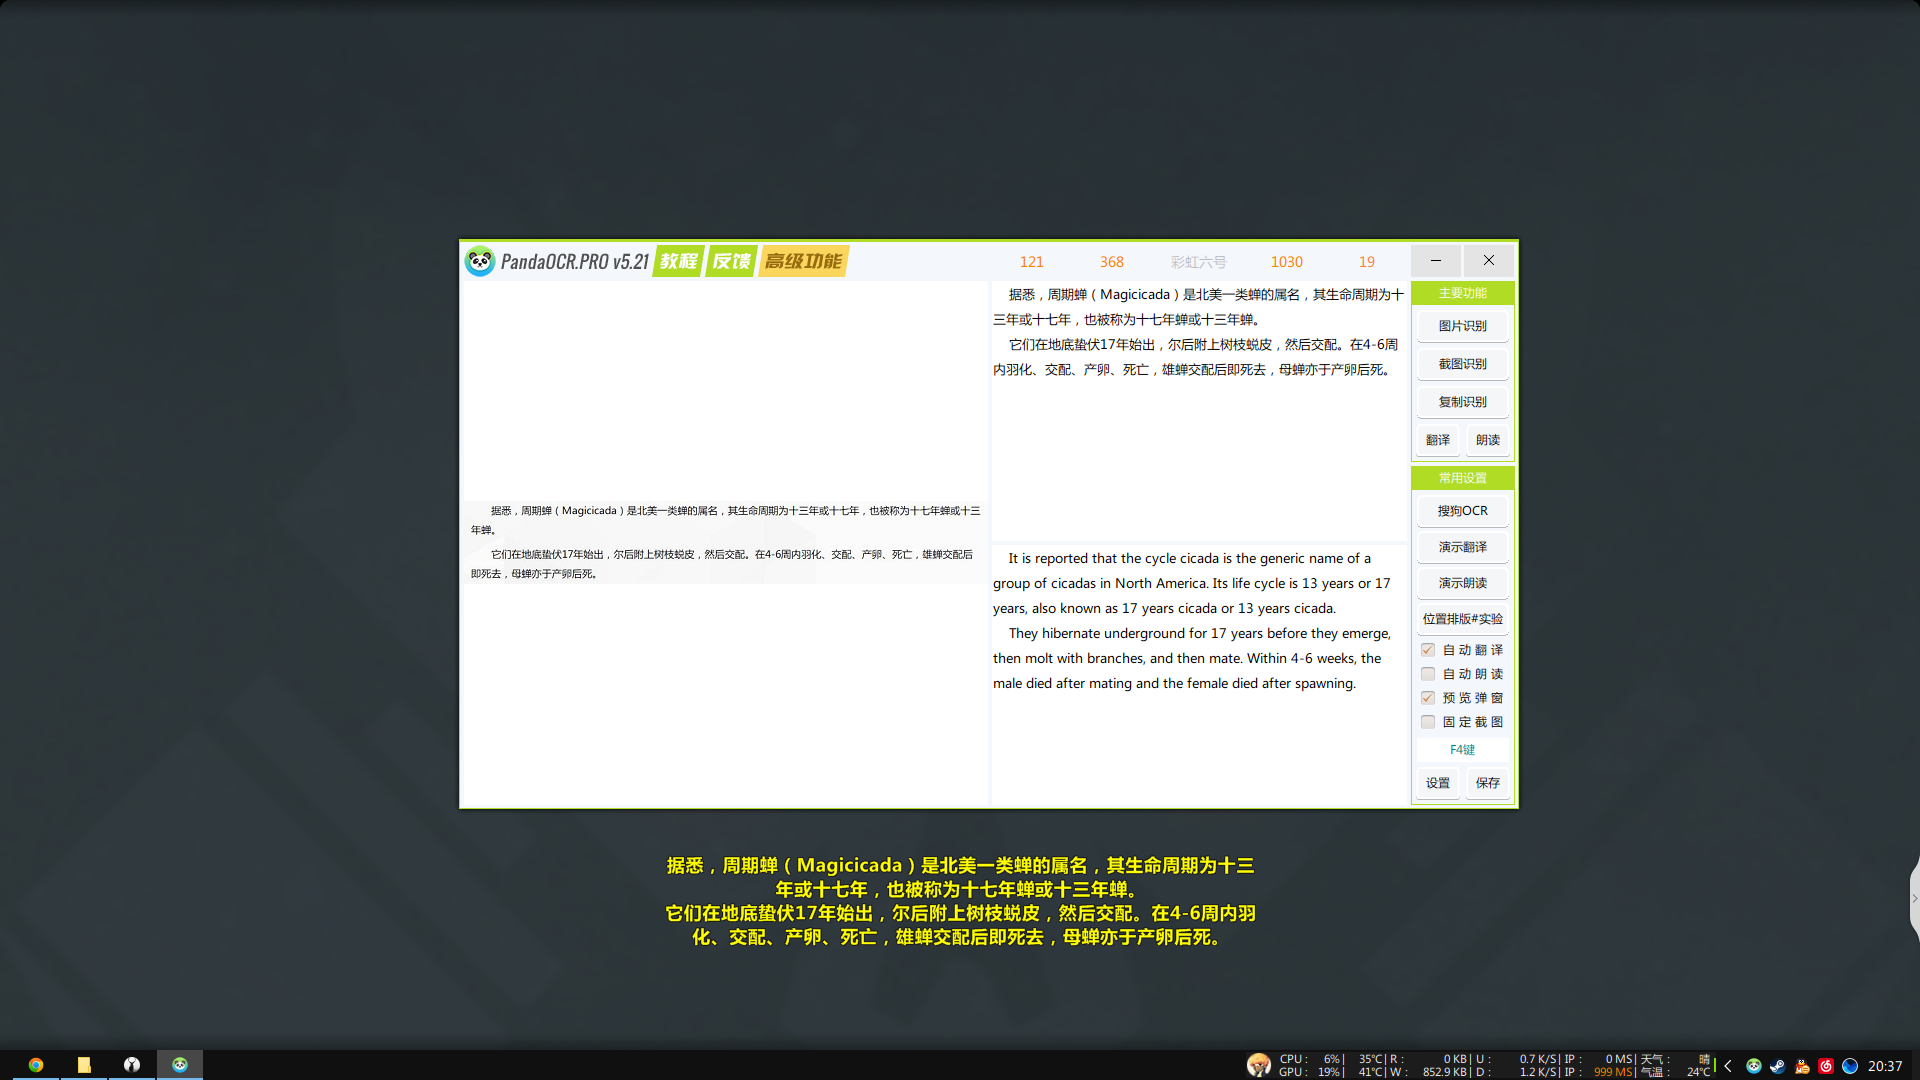 PandaOCR.PRO v5.21 教程 反馈 高级功能 121 368 彩虹六号 1030 19
据悉，周期蝉（Magicicada）是北美一类蝉的属名，其生命周期为十三年或十七年，也被称为十七年蝉或十三
年蝉。
它们在地底蛰伏17年始出，尔后附上树枝蜕皮，然后交配。在4-6周内羽化、交配、产卵、死亡，雄蝉交配后
即死去，母蝉亦于产卵后死。
据悉，周期蝉（Magicicada）是北美一类蝉的属名，其生命周期为十
三年或十七年，也被称为十七年蝉或十三年蝉。
它们在地底蛰伏17年始出，尔后附上树枝蜕皮，然后交配。在4-6周
内羽化、交配、产卵、死亡，雄蝉交配后即死去，母蝉亦于产卵后死。
It is reported that the cycle cicada is the generic name of a
group of cicadas in North America. Its life cycle is 13 years or 17
years, also known as 17 years cicada or 13 years cicada.
They hibernate underground for 17 years before they emerge,
then molt with branches, and then mate. Within 4-6 weeks, the
male died after mating and the female died after spawning.
主要功能
图片识别
截图识别
复制识别
翻译 朗读
常用设置
搜狗OCR
演示翻译
演示朗读
位置排版#实验
自动翻译
自动朗读
预览弹窗
固定截图
F4键
设置 保存
据悉，周期蝉（Magicicada）是北美一类蝉的属名，其生命周期为十三
年或十七年，也被称为十七年蝉或十三年蝉。
它们在地底蛰伏17年始出，尔后附上树枝蜕皮，然后交配。在4-6周内羽
化、交配、产卵、死亡，雄蝉交配后即死去，母蝉亦于产卵后死。
CPU： 6%| 35℃| R： 0 KB| U： 0.7 K/S| IP： 0 MS| 天气： 晴
GPU： 19%| 41℃| W： 852.9 KB| D： 1.2 K/S| IP： 999 MS| 气温： 24℃
20:37